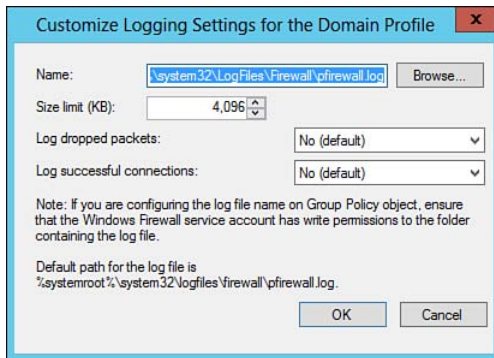 Customize Logging Settings for the Domain Profile
x
Name:
.\system32\LogFiles\Firewall\pfirewall.log
Browse...
Size limit (KB):
4,096
Log dropped packets:
No (default)
Log successful connections:
No (default)
Note: If you are configuring the log file name on Group Policy object, ensure
that the Windows Firewall service account has write permissions to the folder
containing the log file.
Default path for the log file is
%systemroot%\system32\logfiles\firewall\pfirewall.log.
OK
Cancel